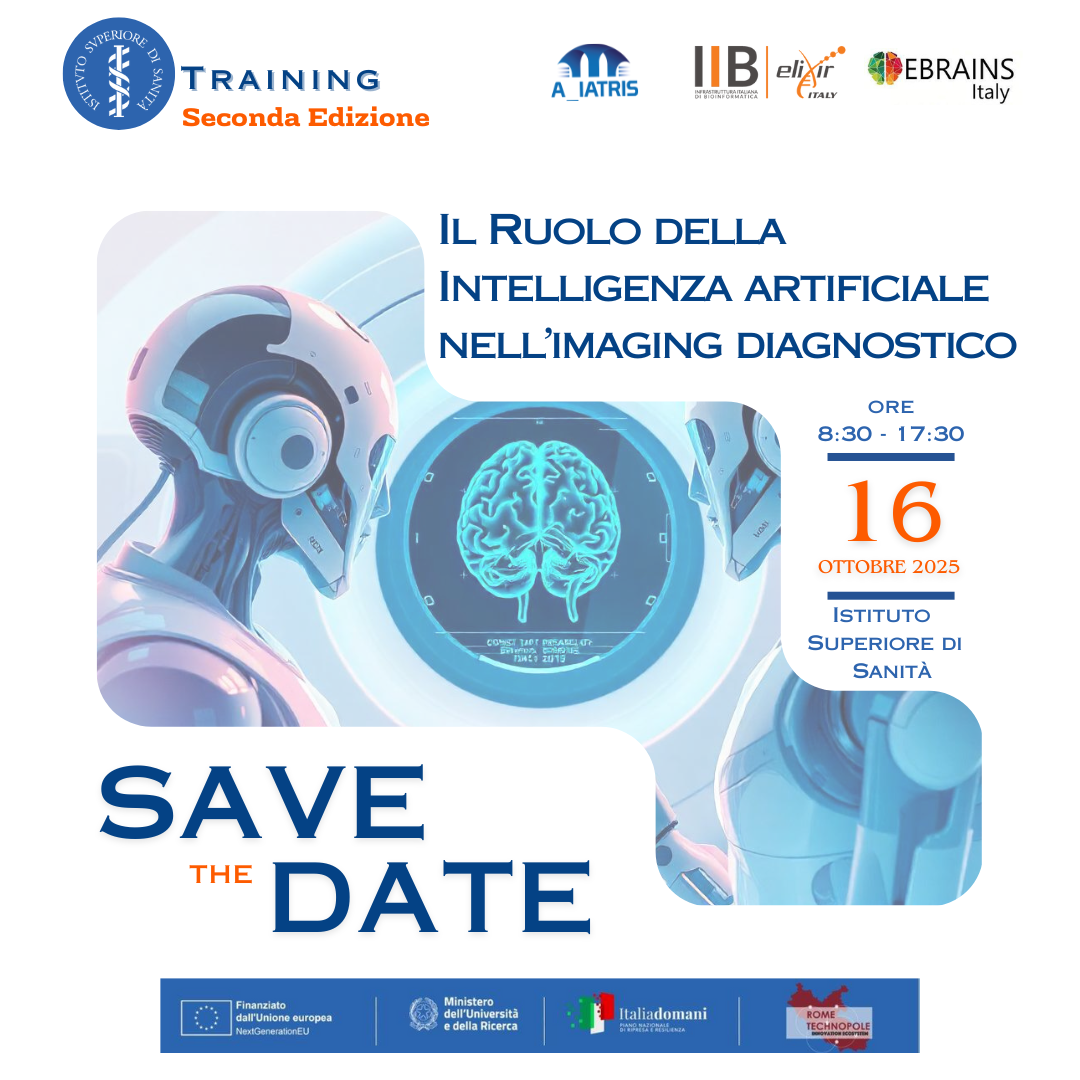 ISTITUTO SVPERIORE DI SANITÀ
TRAINING
Seconda Edizione
A_IATRIS
IIB
INFRASTRUTTURA ITALIANA
DI BIOINFORMATICA
elixir
ITALY
EBRAINS
Italy
IL RUOLO DELLA
INTELLIGENZA ARTIFICIALE
NELL'IMAGING DIAGNOSTICO
ORE
8:30 - 17:30
16
OTTOBRE 2025
ISTITUTO
SUPERIORE DI
SANITÀ
SAVE
THE DATE
Finanziato
dall'Unione europea
NextGenerationEU
Ministero
dell'Università
e della Ricerca
Italiadomani
PIANO NAZIONALE
DI RIPRESA E RESILIENZA
ROME
TECHNOPOLE
INNOVATION ECOSYSTEM